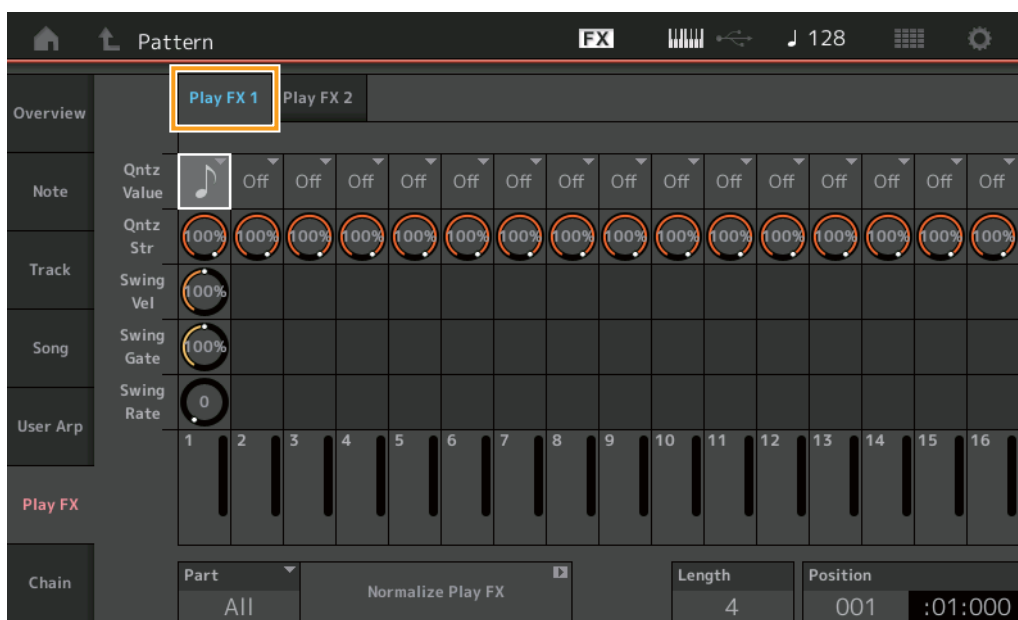 Pattern FX ♩ 128
Play FX 1 Play FX 2
Overview
Note
Track
Song
User Arp
Play FX
Chain
Qntz Value ♪ Off Off Off Off Off Off Off Off Off Off Off Off Off Off Off
Qntz Str 100% 100% 100% 100% 100% 100% 100% 100% 100% 100% 100% 100% 100% 100% 100% 100%
Swing Vel 100%
Swing Gate 100%
Swing Rate 0
1 2 3 4 5 6 7 8 9 10 11 12 13 14 15 16
Part Normalize Play FX Length Position
All 4 001 :01:000